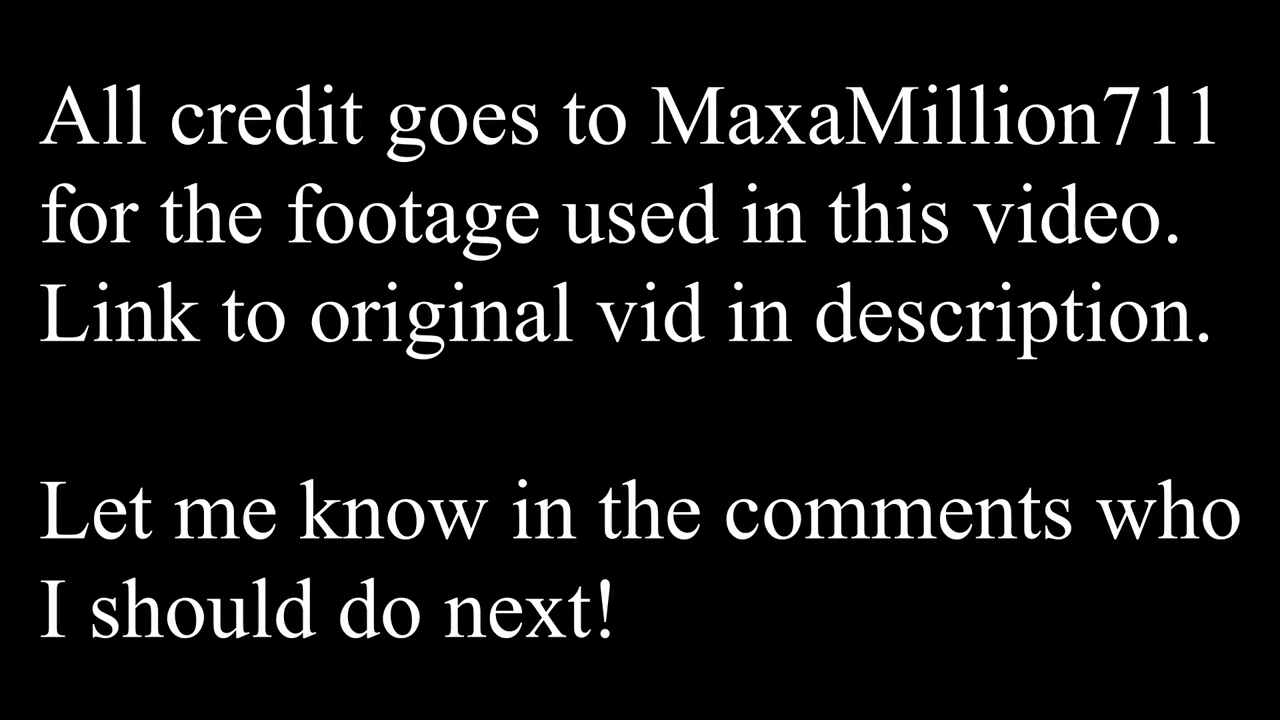 All credit goes to MaxaMillion711
for the footage used in this video.
Link to original vid in description.
Let me know in the comments who
I should do next!